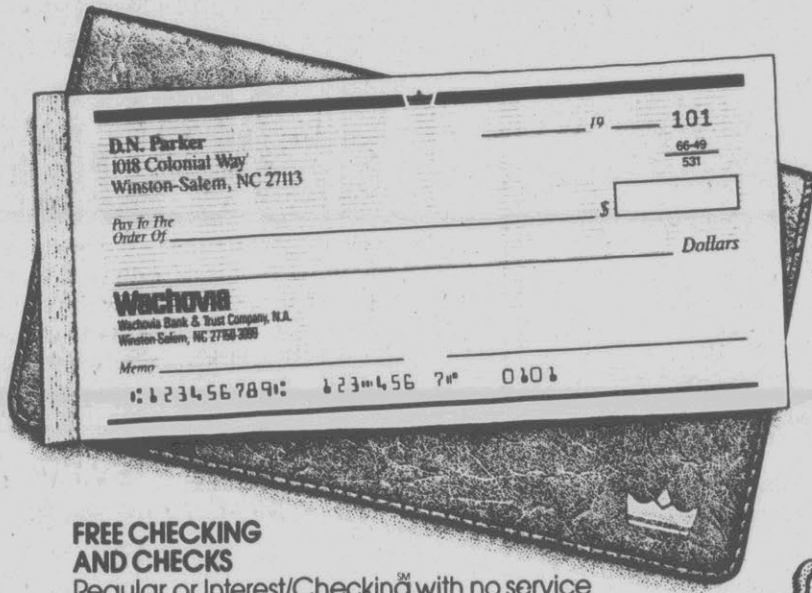 19 101
66-49
531
D.N. Parker
1018 Colonial Way
Winston-Salem, NC 27113
Pay To The
Order Of
$
Dollars
Wachovia
Wachovia Bank & Trust Company, N.A.
Winston-Salem, NC 27150-3099
Memo
⑆123456789⑆ 123⑉456 7⑈ 0101
FREE CHECKING
AND CHECKS
Regular or Interest/Checking℠ with no service